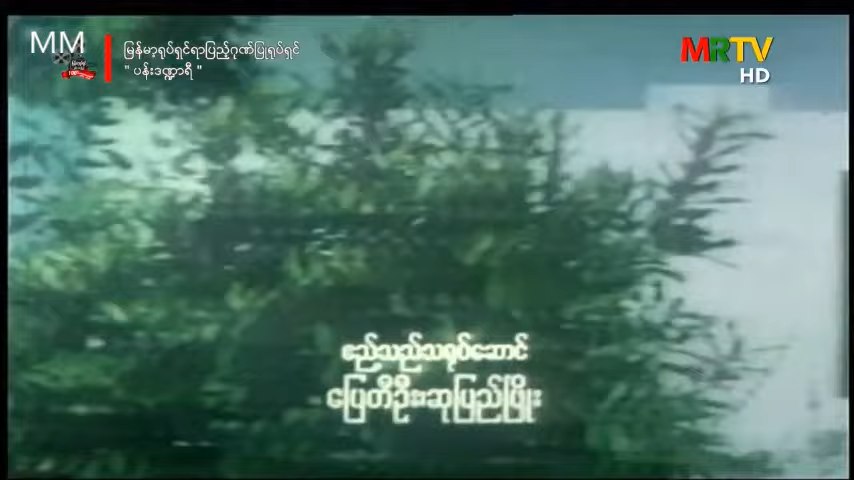 MM
မြန်မာ့ရုပ်ရှင်ရာပြည့်ဂုဏ်ပြုရုပ်ရှင်
" ပန်းဒဏ္ဍာရီ "
MRTV
HD
ဧည့်သည်သရုပ်ဆောင်
ပြေတီဦး၊ဆုပြည့်ဖြိုး